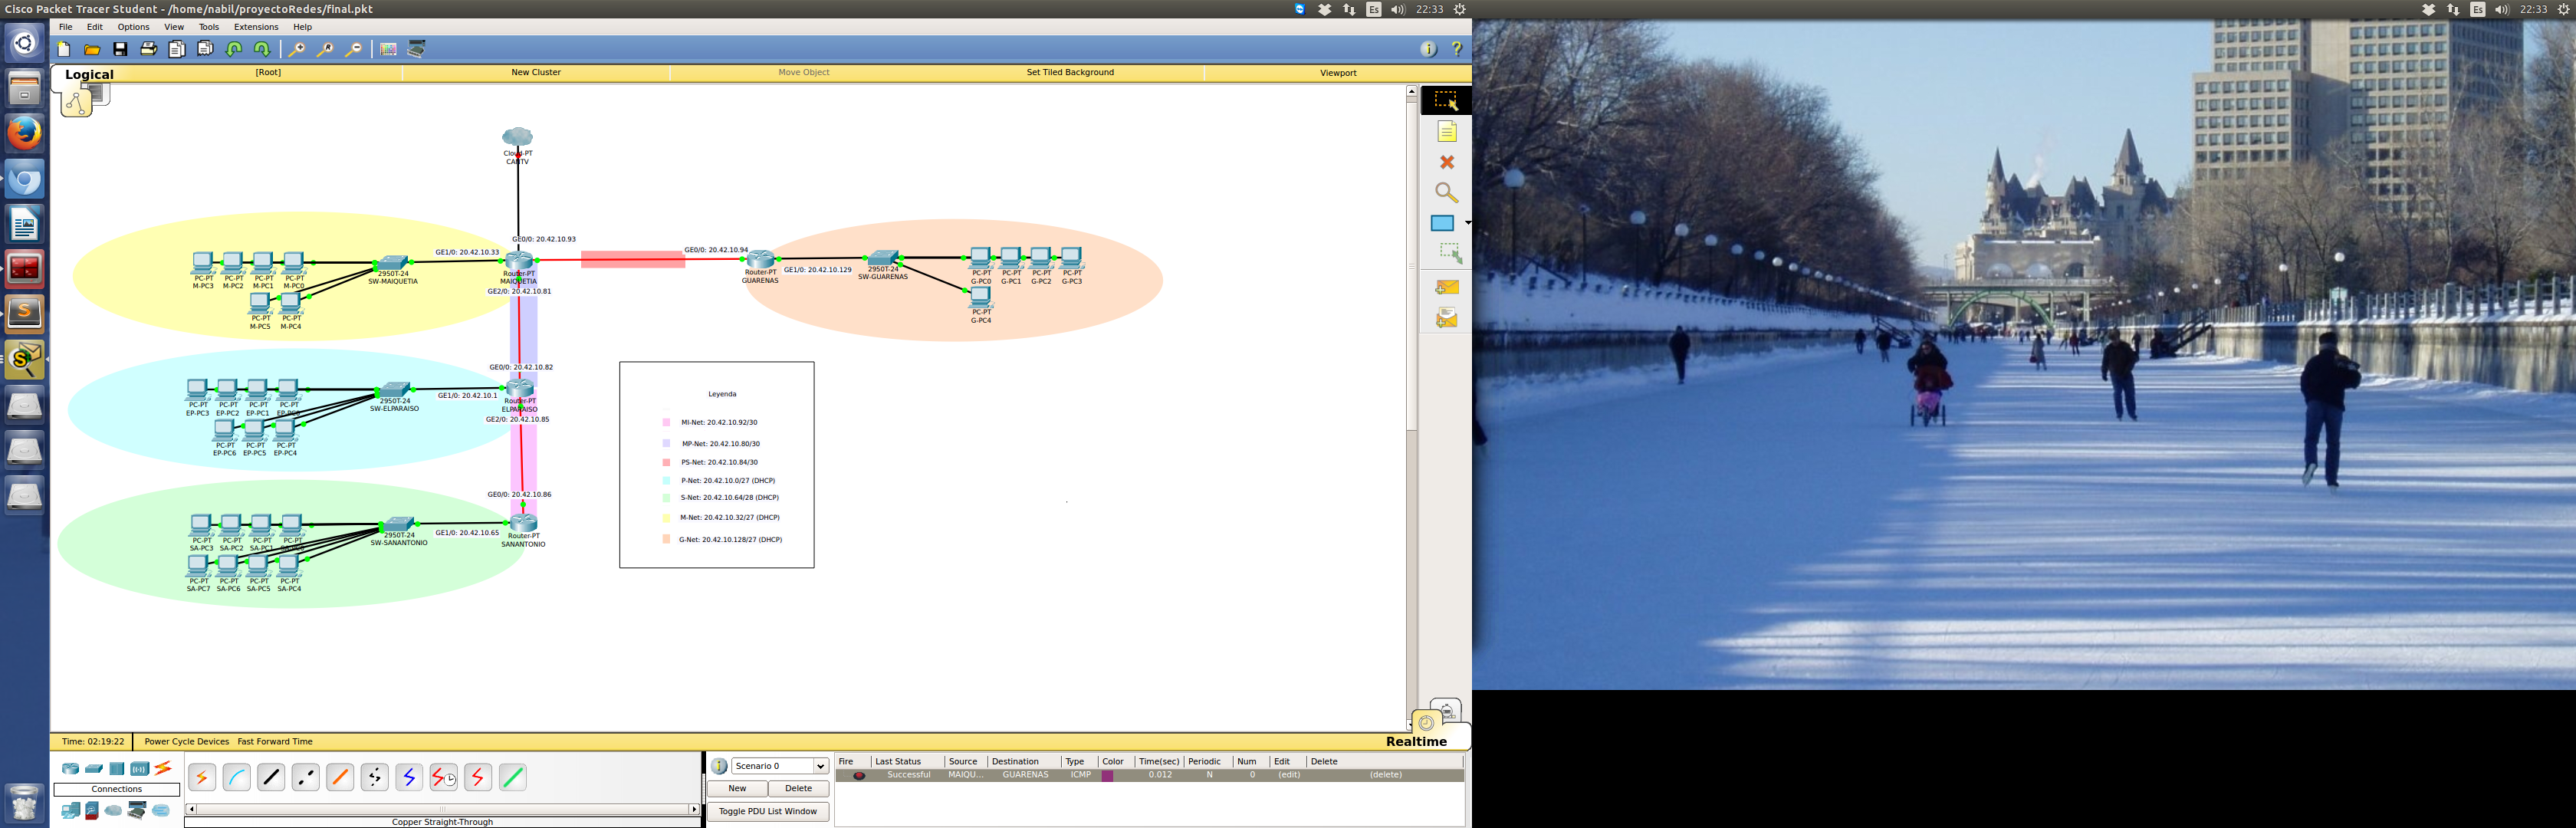 Cisco Packet Tracer Student - /home/nabil/proyectoRedes/final.pkt
Es
22:33
Es
22:33
File Edit Options View Tools Extensions Help
Logical
[Root]
New Cluster
Move Object
Set Tiled Background
Viewport
Cloud-PT
CANTV
GE0/0: 20.42.10.93
GE1/0: 20.42.10.33
Router-PT
MAIQUETIA
GE2/0: 20.42.10.81
PC-PT
M-PC3
PC-PT
M-PC2
PC-PT
M-PC1
PC-PT
M-PC0
PC-PT
M-PC5
PC-PT
M-PC4
2950T-24
SW-MAIQUETIA
GE0/0: 20.42.10.94
Router-PT
GUARENAS
GE1/0: 20.42.10.129
2950T-24
SW-GUARENAS
PC-PT
G-PC0
PC-PT
G-PC1
PC-PT
G-PC2
PC-PT
G-PC3
PC-PT
G-PC4
GE0/0: 20.42.10.82
GE1/0: 20.42.10.1
Router-PT
ELPARAISO
GE2/0: 20.42.10.85
PC-PT
EP-PC3
PC-PT
EP-PC2
PC-PT
EP-PC1
PC-PT
EP-PC0
PC-PT
EP-PC6
PC-PT
EP-PC5
PC-PT
EP-PC4
2950T-24
SW-ELPARAISO
GE0/0: 20.42.10.86
GE1/0: 20.42.10.65
Router-PT
SANANTONIO
PC-PT
SA-PC3
PC-PT
SA-PC2
PC-PT
SA-PC1
PC-PT
PC-PT
SA-PC7
PC-PT
SA-PC6
PC-PT
SA-PC5
PC-PT
SA-PC4
2950T-24
SW-SANANTONIO
Leyenda
MI-Net: 20.42.10.92/30
MP-Net: 20.42.10.80/30
PS-Net: 20.42.10.84/30
P-Net: 20.42.10.0/27 (DHCP)
S-Net: 20.42.10.64/28 (DHCP)
M-Net: 20.42.10.32/27 (DHCP)
G-Net: 20.42.10.128/27 (DHCP)
Time: 02:19:22
Power Cycle Devices Fast Forward Time
Realtime
Connections
Copper Straight-Through
Scenario 0
New
Delete
Toggle PDU List Window
Fire Last Status Source Destination Type Color Time(sec) Periodic Num Edit Delete
Successful MAIQU... GUARENAS ICMP 0.012 N 0 (edit) (delete)